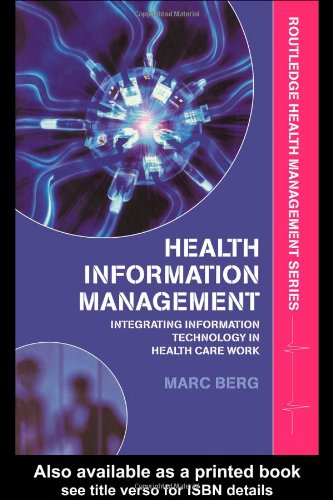 ROUTLEDGE HEALTH MANAGEMENT SERIES
HEALTH
INFORMATION
MANAGEMENT
INTEGRATING INFORMATION
TECHNOLOGY IN
HEALTH CARE WORK
MARC BERG
Also available as a printed book
see title verso for ISBN details